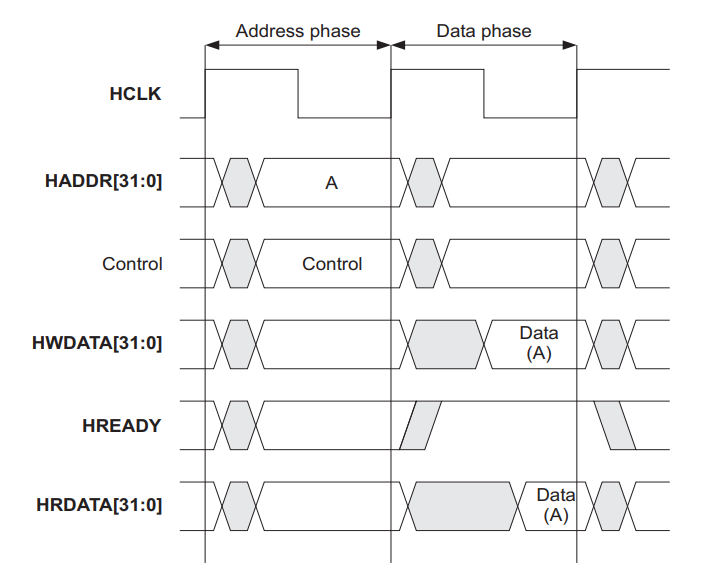 Address phase
Data phase
HCLK
HADDR[31:0]
A
Control
Control
HWDATA[31:0]
Data
(A)
HREADY
HRDATA[31:0]
Data
(A)